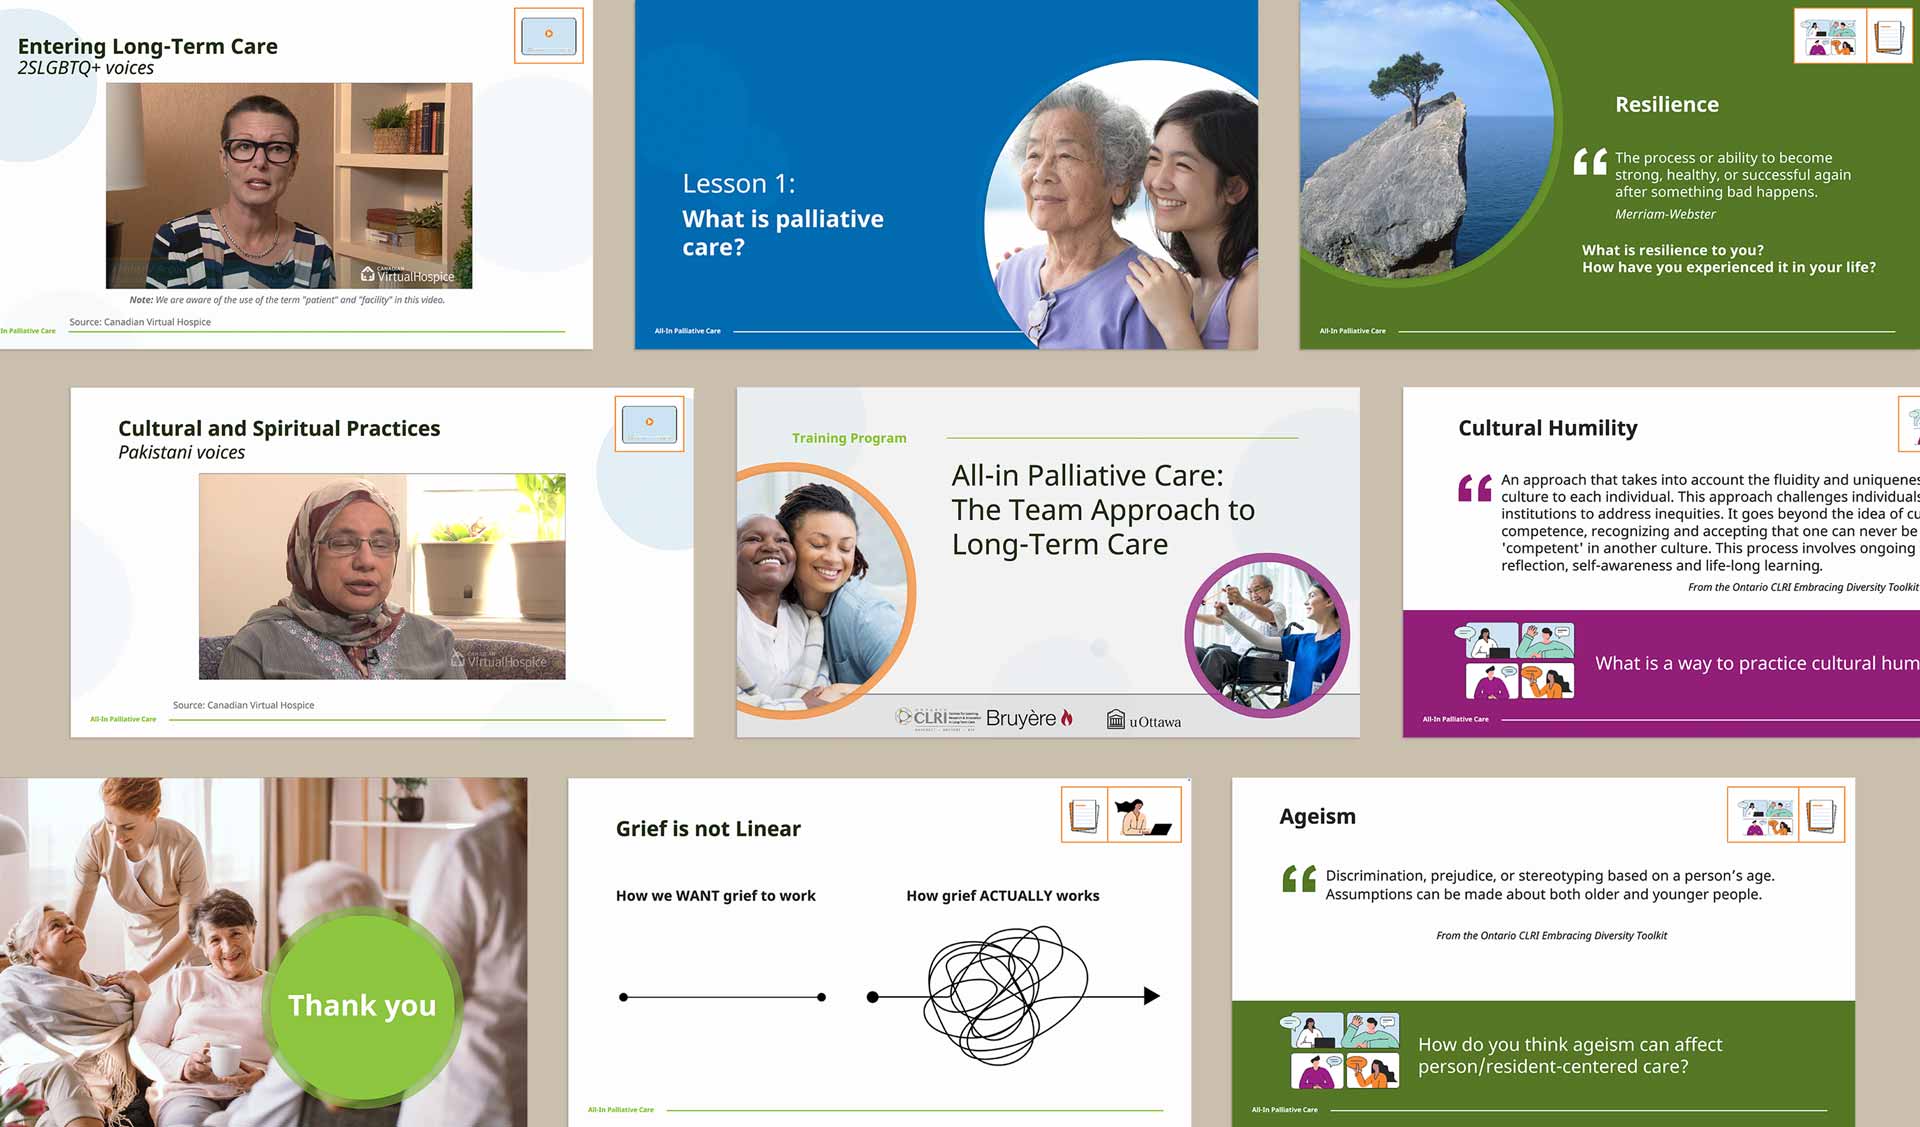 Entering Long-Term Care
2SLGBTQ+ voices
CANADIAN
VirtualHospice
Note: We are aware of the use of the term "patient" and "facility" in this video.
Source: Canadian Virtual Hospice
In Palliative Care
Lesson 1:
What is palliative
care?
All-In Palliative Care
Resilience
The process or ability to become
strong, healthy, or successful again
after something bad happens.
Merriam-Webster
What is resilience to you?
How have you experienced it in your life?
All-In Palliative Care
Cultural and Spiritual Practices
Pakistani voices
VirtualHospice
Source: Canadian Virtual Hospice
All-In Palliative Care
Training Program
All-in Palliative Care:
The Team Approach to
Long-Term Care
CLRI
Bruyère
uOttawa
Cultural Humility
An approach that takes into account the fluidity and uniquenes
culture to each individual. This approach challenges individuals
institutions to address inequities. It goes beyond the idea of cu
competence, recognizing and accepting that one can never be
'competent' in another culture. This process involves ongoing
reflection, self-awareness and life-long learning.
From the Ontario CLRI Embracing Diversity Toolkit
What is a way to practice cultural hum
All-In Palliative Care
Thank you
Grief is not Linear
How we WANT grief to work
How grief ACTUALLY works
All-In Palliative Care
Ageism
Discrimination, prejudice, or stereotyping based on a person's age.
Assumptions can be made about both older and younger people.
From the Ontario CLRI Embracing Diversity Toolkit
How do you think ageism can affect
person/resident-centered care?
All-In Palliative Care